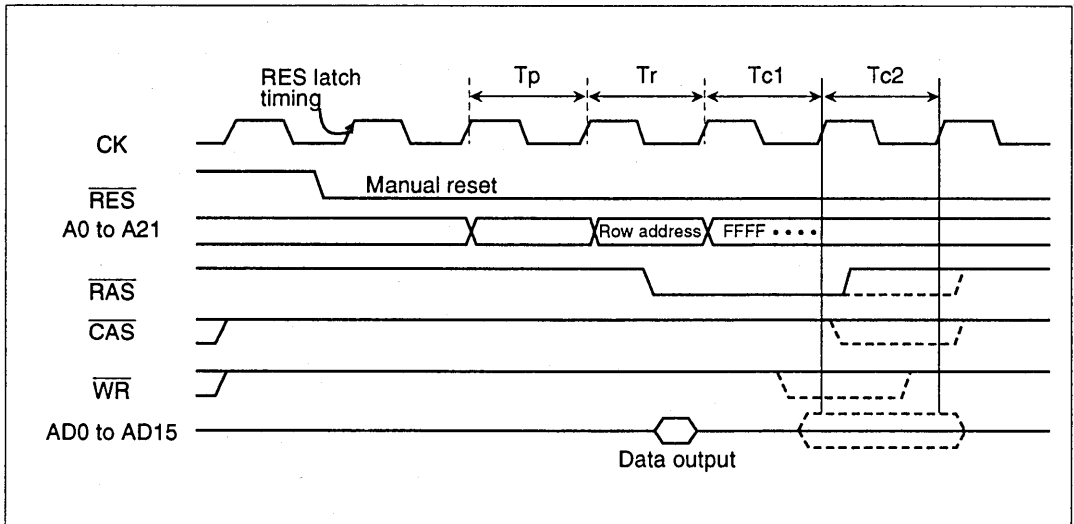 RES latch
timing
Tp
Tr
Tc1
Tc2
CK
RES
Manual reset
A0 to A21
Row address
FFFF ••••
RAS
CAS
WR
AD0 to AD15
Data output